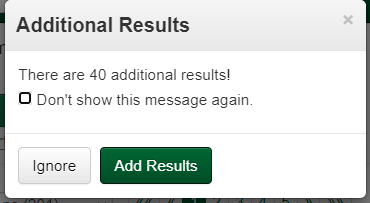 Additional Results ×
There are 40 additional results!
Don't show this message again.
Ignore Add Results